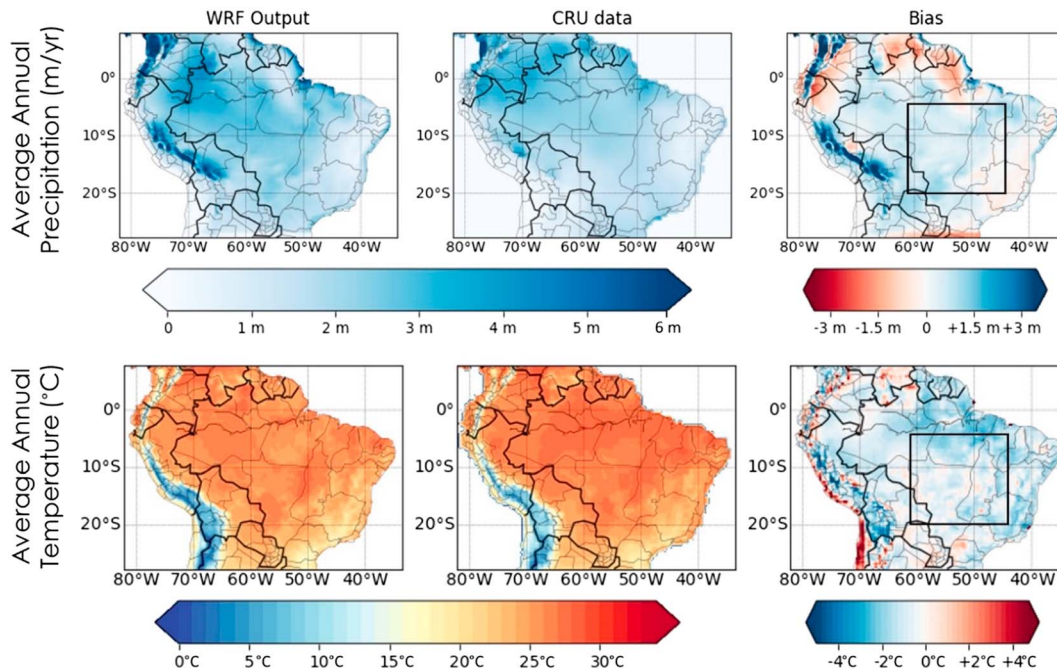 WRF Output CRU data Bias
Average Annual
Precipitation (m/yr)
0° 0° 0°
10°S 10°S 10°S
20°S 20°S 20°S
80°W 70°W 60°W 50°W 40°W 80°W 70°W 60°W 50°W 40°W 80°W 70°W 60°W 50°W 40°W
0 1 m 2 m 3 m 4 m 5 m 6 m -3 m -1.5 m 0 +1.5 m +3 m
Average Annual
Temperature (°C)
0° 0° 0°
10°S 10°S 10°S
20°S 20°S 20°S
80°W 70°W 60°W 50°W 40°W 80°W 70°W 60°W 50°W 40°W 80°W 70°W 60°W 50°W 40°W
0°C 5°C 10°C 15°C 20°C 25°C 30°C -4°C -2°C 0°C +2°C +4°C